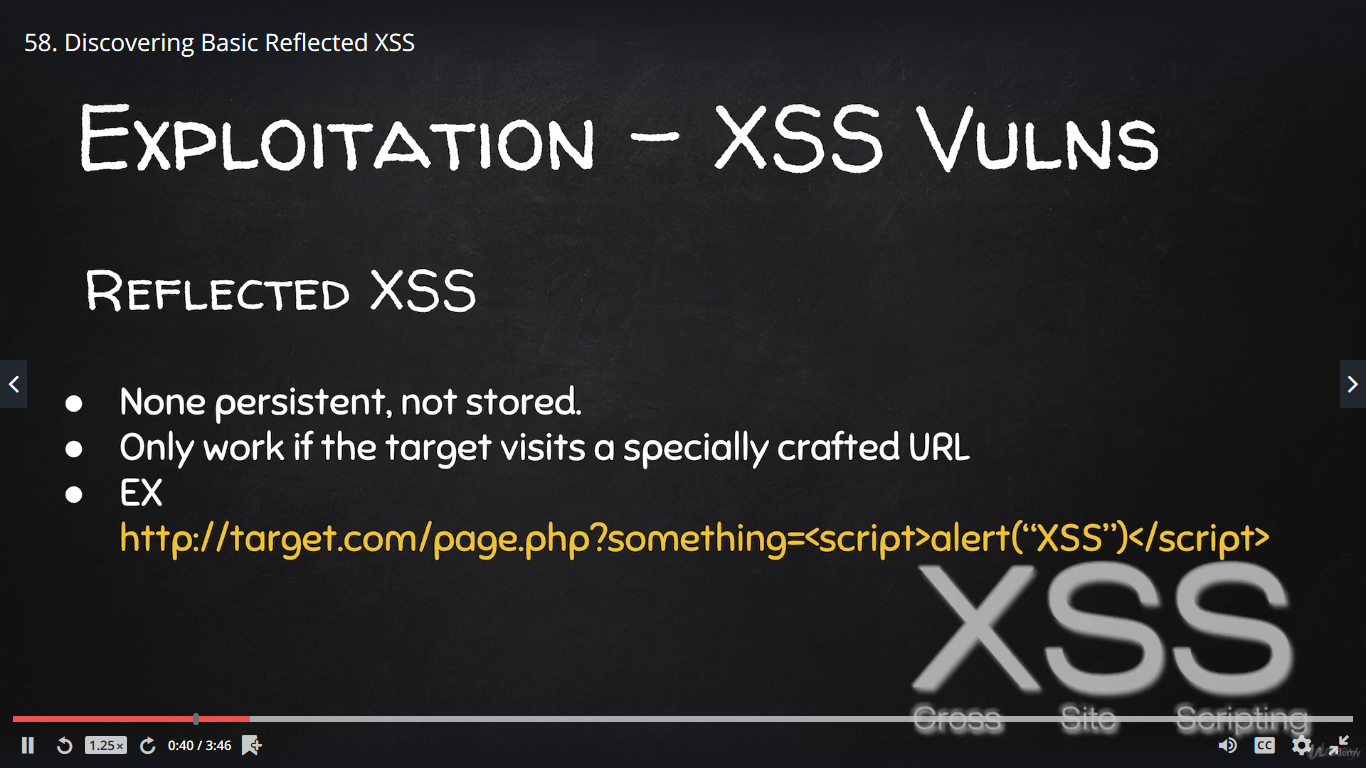 58. Discovering Basic Reflected XSS
Exploitation – XSS Vulns
Reflected XSS
● None persistent, not stored.
● Only work if the target visits a specially crafted URL
● EX
http://target.com/page.php?something=<script>alert(“XSS”)</script>
XSS
Cross Site Scripting
1.25×
0:40 / 3:46
CC